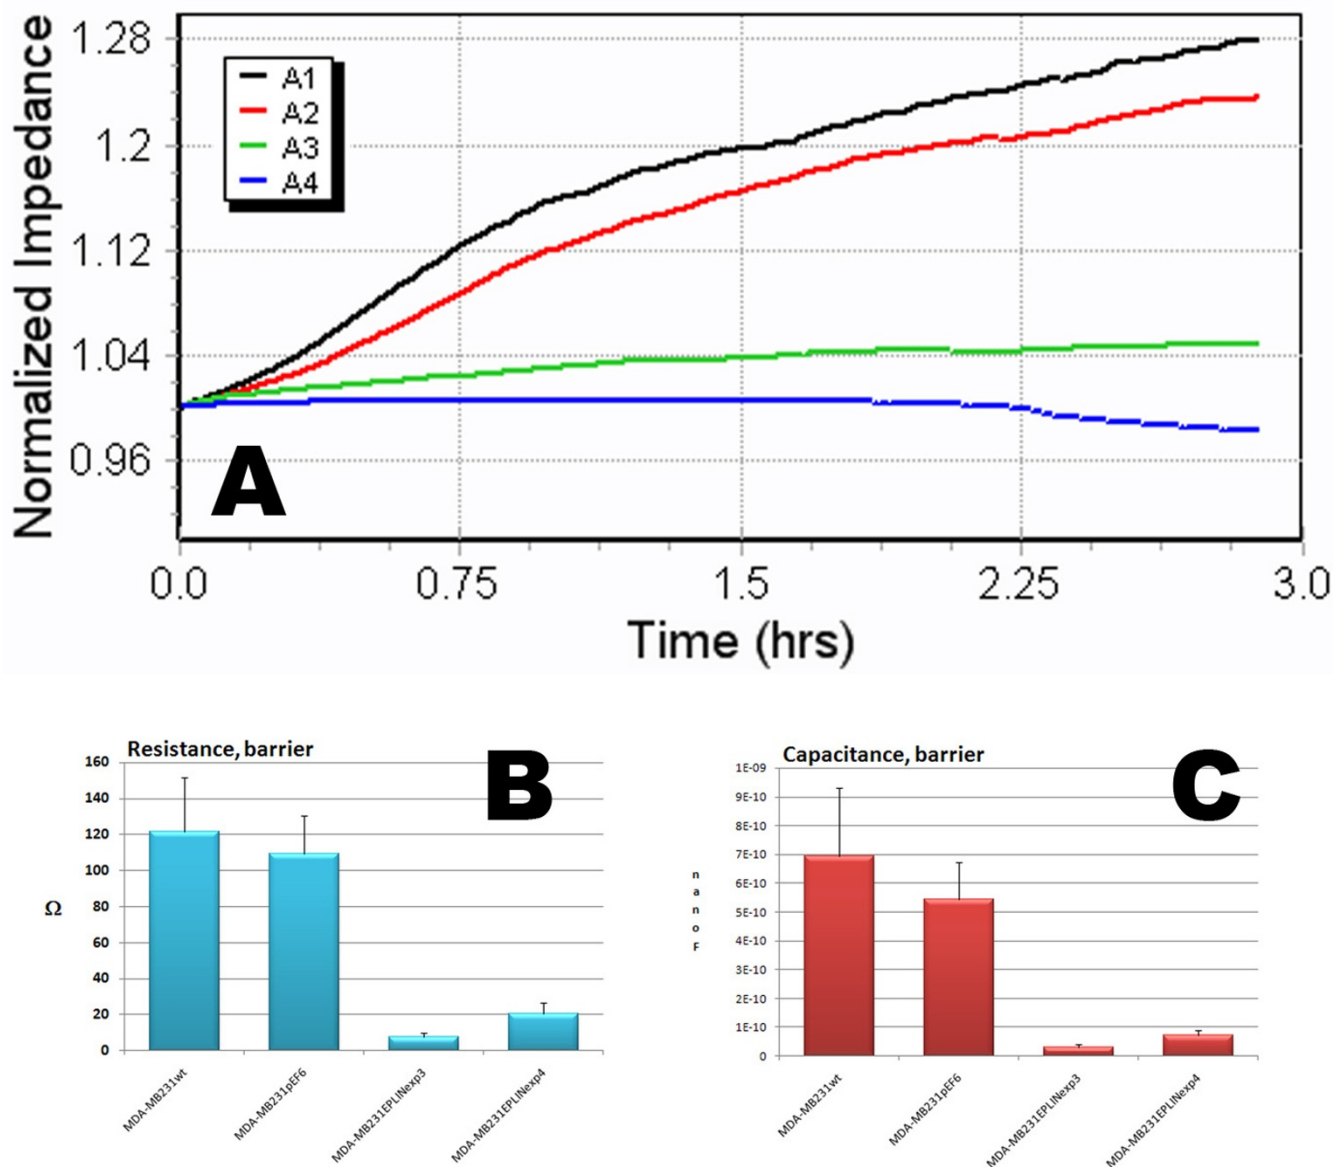 Normalized Impedance
1.28
1.2
1.12
1.04
0.96
A1
A2
A3
A4
A
0.0 0.75 1.5 2.25 3.0
Time (hrs)
Resistance, barrier
B
160
140
120
100
80
60
40
20
0
Ω
MDA-MB231wt
MDA-MB231pEF6
MDA-MB231EPLINexp3
MDA-MB231EPLINexp4
Capacitance, barrier
C
1E-09
9E-10
8E-10
7E-10
6E-10
5E-10
4E-10
3E-10
2E-10
1E-10
0
nanoF
MDA-MB231wt
MDA-MB231pEF6
MDA-MB231EPLINexp3
MDA-MB231EPLINexp4